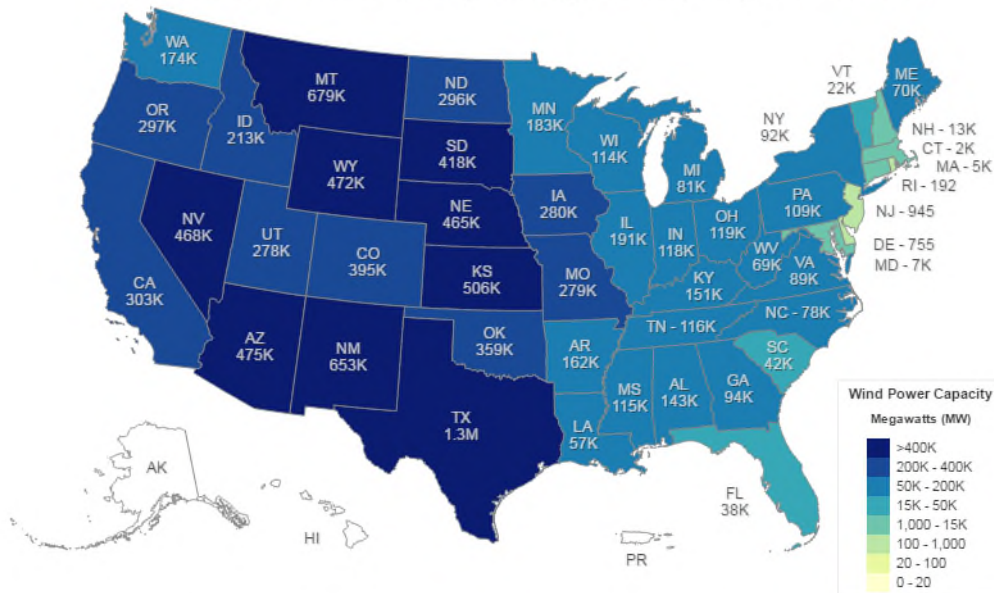 WA
174K
MT
679K
ND
296K
MN
183K
VT
22K
ME
70K
OR
297K
ID
213K
SD
418K
WI
114K
NY
92K
NH - 13K
CT - 2K
MA - 5K
RI - 192
WY
472K
MI
81K
NV
468K
NE
465K
IA
280K
PA
109K
NJ - 945
UT
278K
CO
395K
IL
191K
IN
118K
OH
119K
WV
69K
VA
89K
DE - 755
MD - 7K
CA
303K
KS
506K
MO
279K
KY
151K
AZ
475K
NM
653K
OK
359K
AR
162K
TN - 116K
NC - 78K
SC
42K
TX
1.3M
LA
57K
MS
115K
AL
143K
GA
94K
FL
38K
AK
HI
PR
Wind Power Capacity
Megawatts (MW)
>400K
200K - 400K
50K - 200K
15K - 50K
1,000 - 15K
100 - 1,000
20 - 100
0 - 20